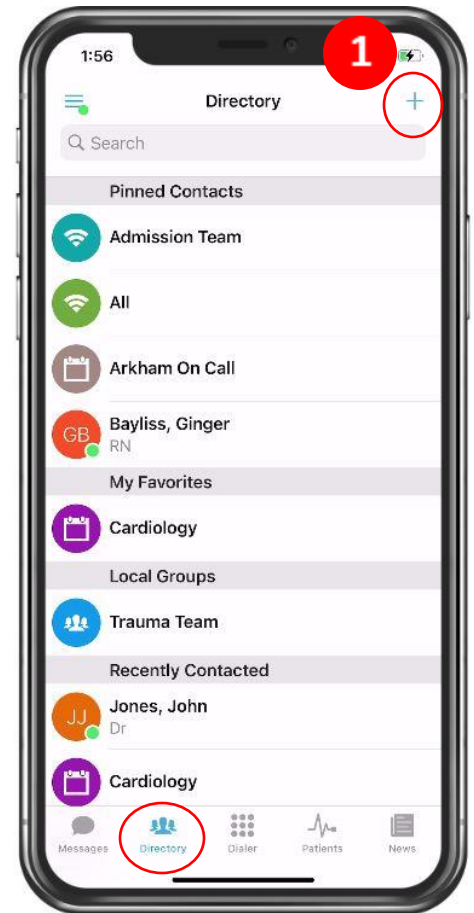 1
1:56
Directory
Search
Pinned Contacts
Admission Team
All
Arkham On Call
GB
Bayliss, Ginger
RN
My Favorites
Cardiology
Local Groups
Trauma Team
Recently Contacted
JJ
Jones, John
Dr
Cardiology
Messages Directory Dialer Patients News